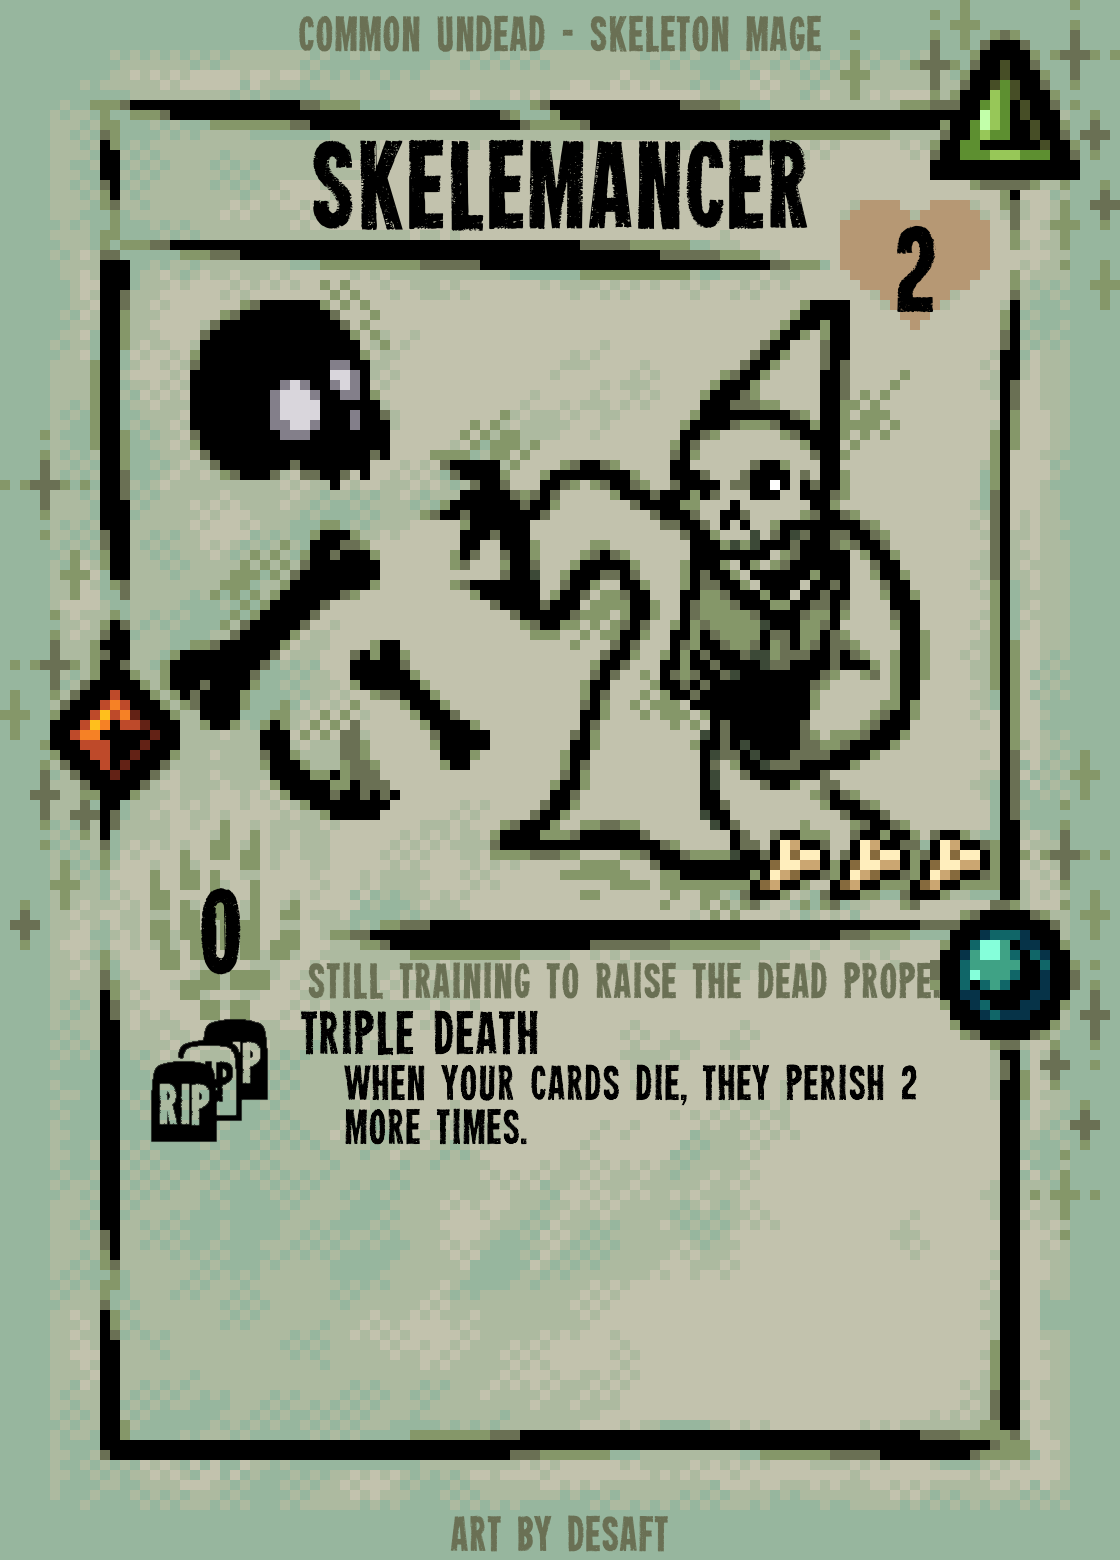 COMMON UNDEAD - SKELETON MAGE
SKELEMANCER
2
0
STILL TRAINING TO RAISE THE DEAD PROPE
TRIPLE DEATH
RIP
WHEN YOUR CARDS DIE, THEY PERISH 2
MORE TIMES.
ART BY DESAFT